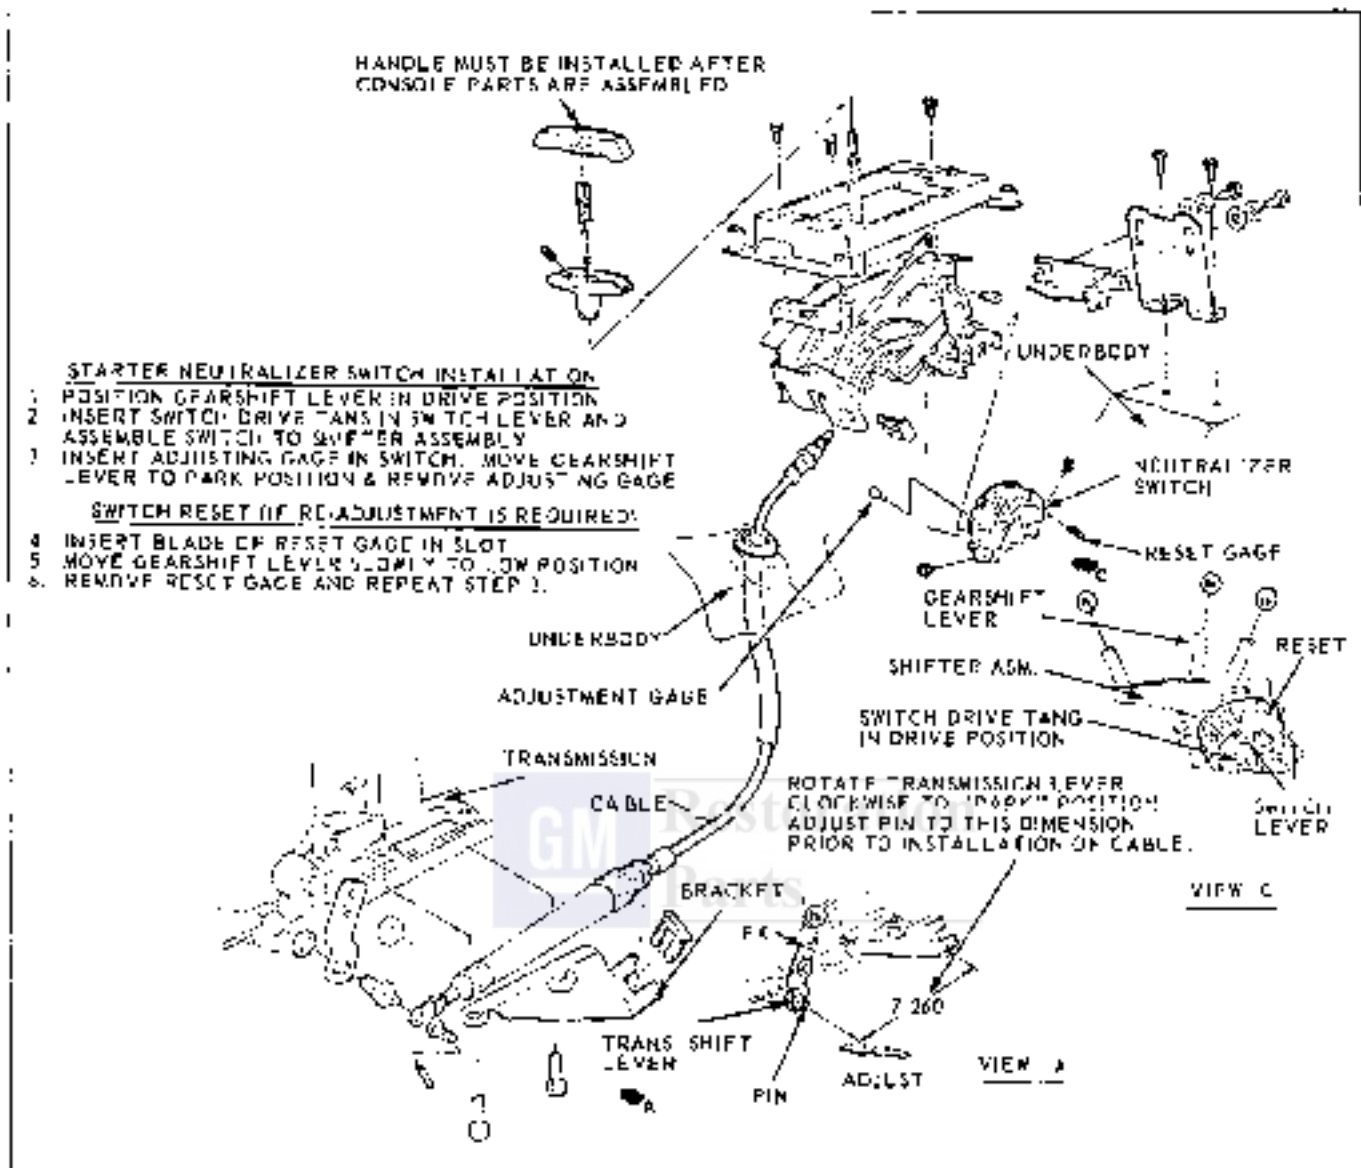 HANDLE MUST BE INSTALLED AFTER
CONSOLE PARTS ARE ASSEMBLED
STARTER NEUTRALIZER SWITCH INSTALLATION
1 POSITION GEARSHIFT LEVER IN DRIVE POSITION
2 INSERT SWITCH DRIVE TANG IN SWITCH LEVER AND
ASSEMBLE SWITCH TO SHIFTER ASSEMBLY
3 INSERT ADJUSTING GAGE IN SWITCH. MOVE GEARSHIFT
LEVER TO PARK POSITION & REMOVE ADJUSTING GAGE
SWITCH RESET (IF RE-ADJUSTMENT IS REQUIRED)
4 INSERT BLADE OF RESET GAGE IN SLOT
5 MOVE GEARSHIFT LEVER SLOWLY TO LOW POSITION
6. REMOVE RESET GAGE AND REPEAT STEP 3.
UNDERBODY
NEUTRALIZER
SWITCH
RESET GAGE
C
GEARSHIFT
LEVER
RESET
UNDERBODY
SHIFTER ASM.
ADJUSTMENT GAGE
SWITCH DRIVE TANG
IN DRIVE POSITION
TRANSMISSION
CABLE
ROTATE TRANSMISSION LEVER
CLOCKWISE TO "PARK" POSITION
ADJUST PIN TO THIS DIMENSION
PRIOR TO INSTALLATION OF CABLE.
SWITCH
LEVER
GM
Restoration
Parts
BRACKET
VIEW C
7.260
TRANS SHIFT
LEVER
PIN
ADJUST
VIEW A
A